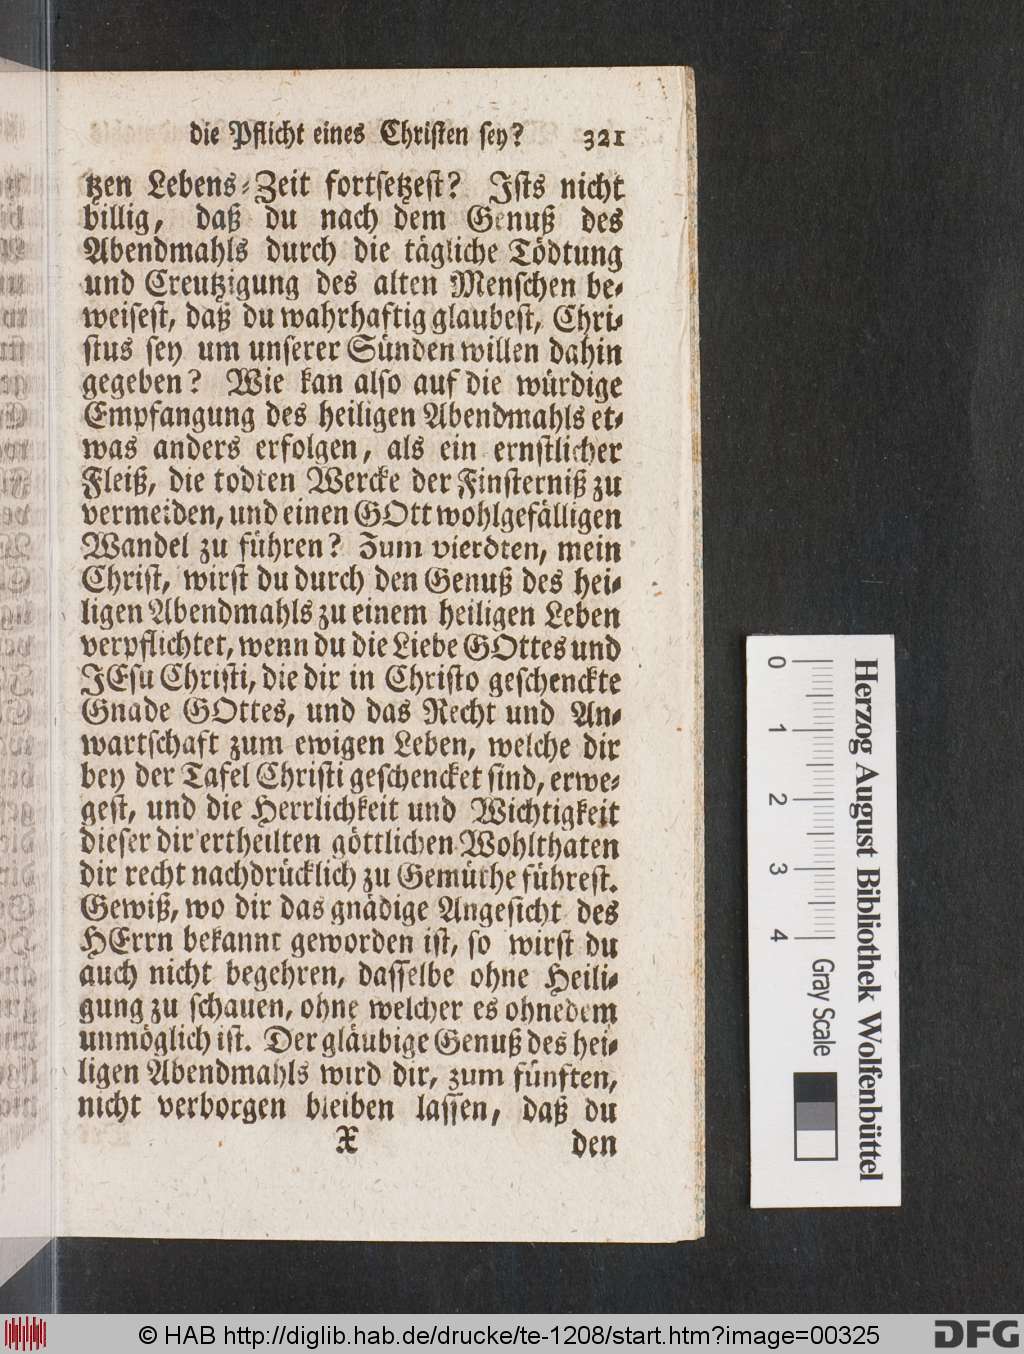 die Pflicht eines Christen sey? 321
tzen Lebens-Zeit fortsetzest? Ists nicht
billig, daß du nach dem Genuß des
Abendmahls durch die tägliche Tödtung
und Creutzigung des alten Menschen be-
weisest, daß du wahrhaftig glaubest, Chri-
stus sey um unserer Sünden willen dahin
gegeben? Wie kan also auf die würdige
Empfangung des heiligen Abendmahls et-
was anders erfolgen, als ein ernstlicher
Fleiß, die todten Wercke der Finsterniß zu
vermeiden, und einen GOtt wohlgefälligen
Wandel zu führen? Zum vierdten, mein
Christ, wirst du durch den Genuß des hei-
ligen Abendmahls zu einem heiligen Leben
verpflichtet, wenn du die Liebe GOttes und
JEsu Christi, die dir in Christo geschenckte
Gnade GOttes, und das Recht und An-
wartschaft zum ewigen Leben, welche dir
bey der Tafel Christi geschencket sind, erwe-
gest, und die Herrlichkeit und Wichtigkeit
dieser dir ertheilten göttlichen Wohlthaten
dir recht nachdrücklich zu Gemüthe führest.
Gewiß, wo dir das gnädige Angesicht des
HErrn bekannt geworden ist, so wirst du
auch nicht begehren, dasselbe ohne Heili-
gung zu schauen, ohne welcher es ohnedem
unmöglich ist. Der gläubige Genuß des hei-
ligen Abendmahls wird dir, zum fünften,
nicht verborgen bleiben lassen, daß du
X den
0 1 2 3 4
Gray Scale
Herzog August Bibliothek Wolfenbüttel
© HAB http://diglib.hab.de/drucke/te-1208/start.htm?image=00325
DFG